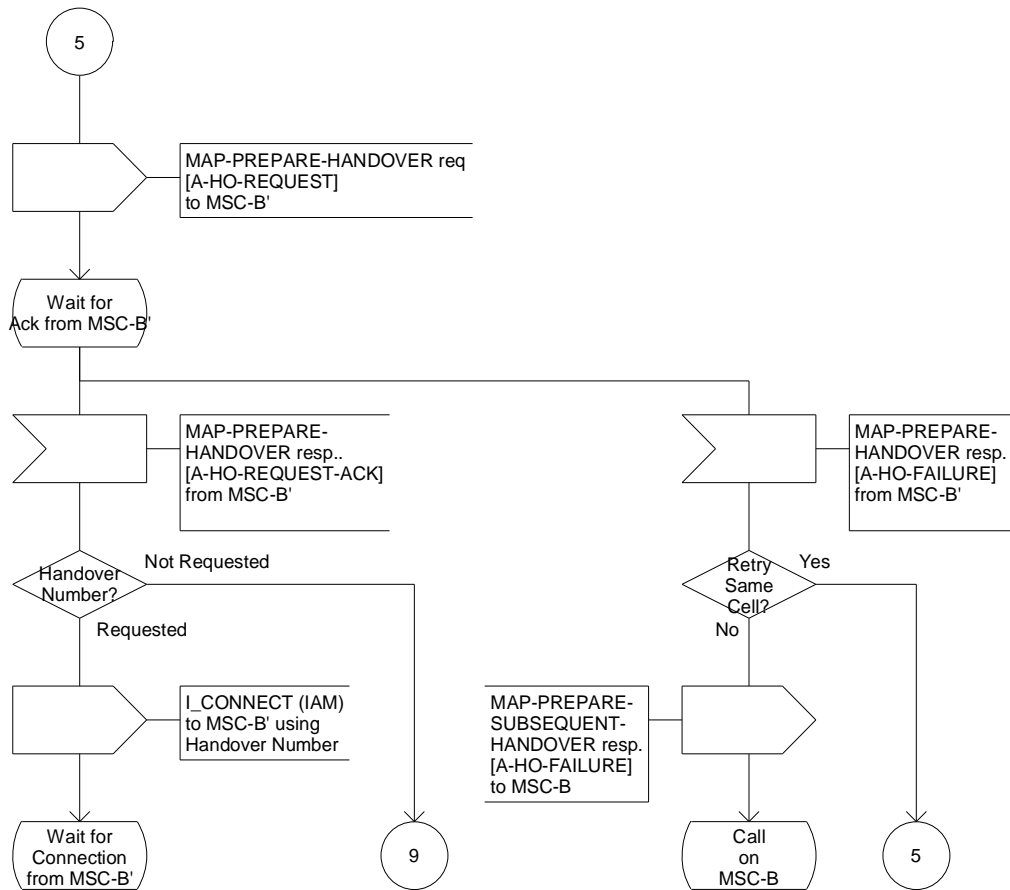 5
MAP-PREPARE-HANDOVER req
[A-HO-REQUEST]
to MSC-B'
Wait for
Ack from MSC-B'
MAP-PREPARE-
HANDOVER resp..
[A-HO-REQUEST-ACK]
from MSC-B'
MAP-PREPARE-
HANDOVER resp.
[A-HO-FAILURE]
from MSC-B'
Handover
Number?
Not Requested
Requested
Retry
Same
Cell?
Yes
No
I_CONNECT (IAM)
to MSC-B' using
Handover Number
MAP-PREPARE-
SUBSEQUENT-
HANDOVER resp.
[A-HO-FAILURE]
to MSC-B
Wait for
Connection
from MSC-B'
9
Call
on
MSC-B
5